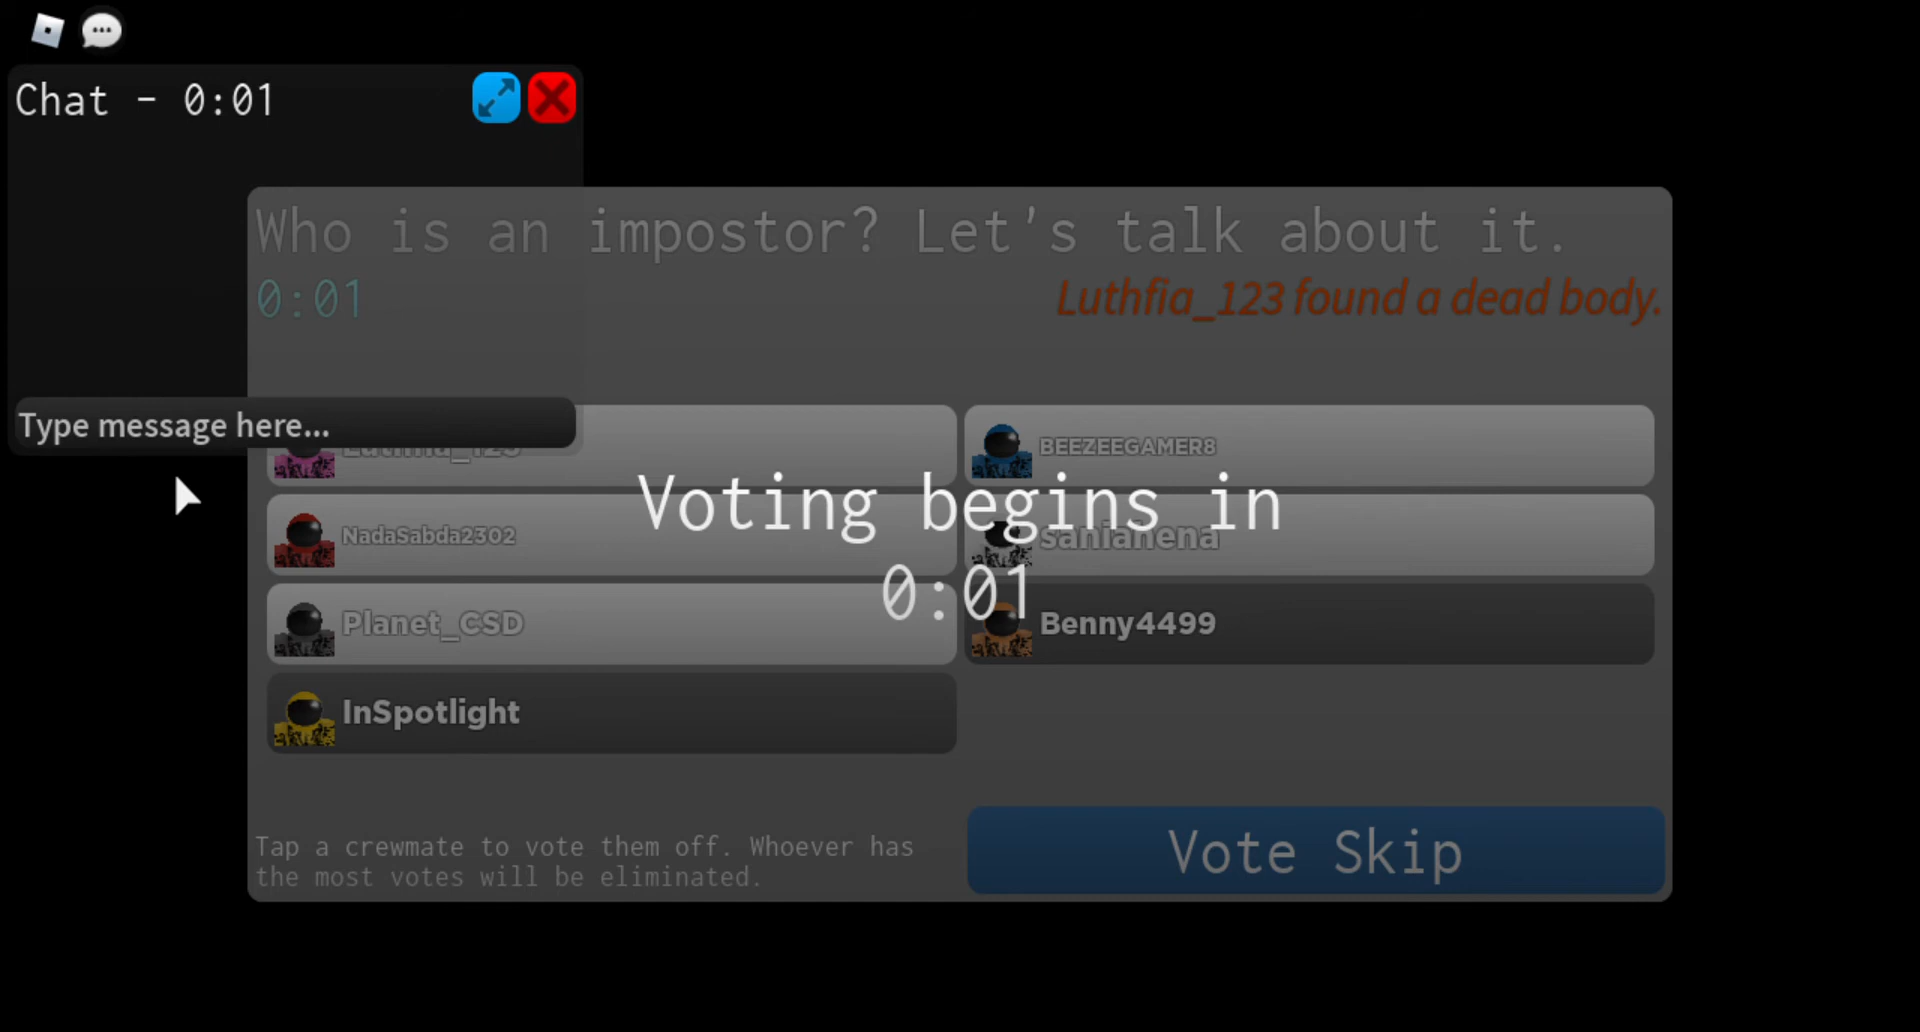 Chat - 0:01
Who is an impostor? Let's talk about it.
0:01
Luthfia_123 found a dead body.
Type message here...
Luthfia_123
BEEZEEGAMER8
Voting begins in
0:01
NadaSabda2302
saniahena
Planet_CSD
Benny4499
InSpotlight
Tap a crewmate to vote them off. Whoever has
the most votes will be eliminated.
Vote Skip